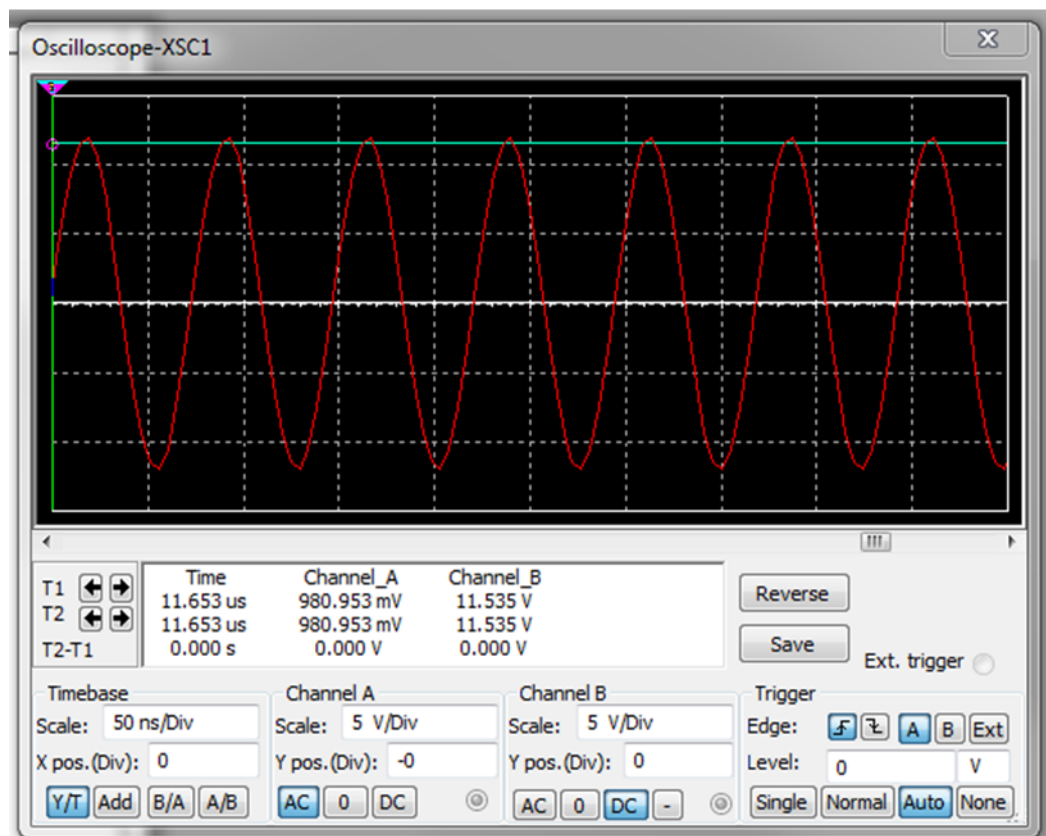 Oscilloscope-XSC1
T1
T2
T2-T1
Time Channel_A Channel_B
11.653 us 980.953 mV 11.535 V
11.653 us 980.953 mV 11.535 V
0.000 s 0.000 V 0.000 V
Reverse
Save
Ext. trigger
Timebase
Scale: 50 ns/Div
X pos.(Div): 0
Y/T Add B/A A/B
Channel A
Scale: 5 V/Div
Y pos.(Div): -0
AC 0 DC
Channel B
Scale: 5 V/Div
Y pos.(Div): 0
AC 0 DC -
Trigger
Edge: A B Ext
Level: 0 V
Single Normal Auto None